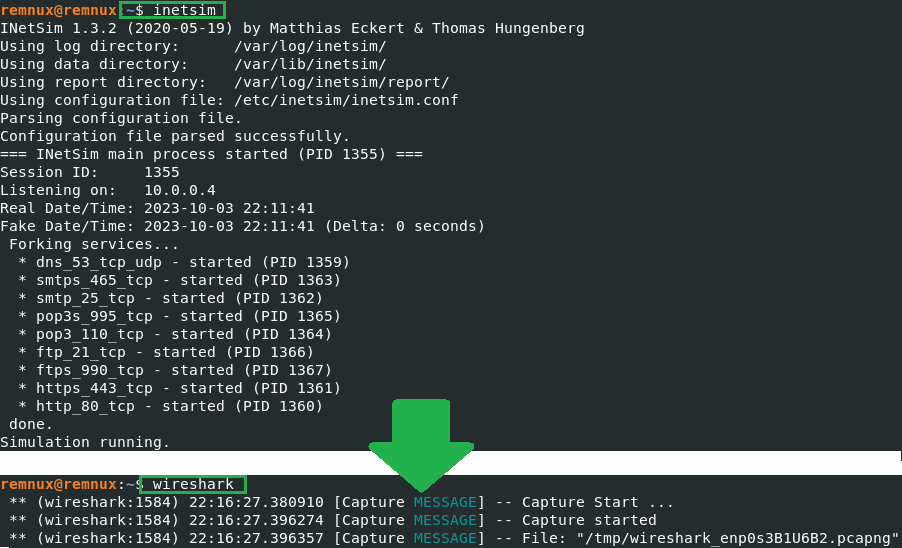 remnux@remnux:~$ inetsim
INetSim 1.3.2 (2020-05-19) by Matthias Eckert & Thomas Hungenberg
Using log directory:      /var/log/inetsim/
Using data directory:     /var/lib/inetsim/
Using report directory:   /var/log/inetsim/report/
Using configuration file: /etc/inetsim/inetsim.conf
Parsing configuration file.
Configuration file parsed successfully.
=== INetSim main process started (PID 1355) ===
Session ID:     1355
Listening on:   10.0.0.4
Real Date/Time: 2023-10-03 22:11:41
Fake Date/Time: 2023-10-03 22:11:41 (Delta: 0 seconds)
 Forking services...
  * dns_53_tcp_udp - started (PID 1359)
  * smtps_465_tcp - started (PID 1363)
  * smtp_25_tcp - started (PID 1362)
  * pop3s_995_tcp - started (PID 1365)
  * pop3_110_tcp - started (PID 1364)
  * ftp_21_tcp - started (PID 1366)
  * ftps_990_tcp - started (PID 1367)
  * https_443_tcp - started (PID 1361)
  * http_80_tcp - started (PID 1360)
 done.
Simulation running.
remnux@remnux:~$ wireshark
 ** (wireshark:1584) 22:16:27.380910 [Capture MESSAGE] -- Capture Start ...
 ** (wireshark:1584) 22:16:27.396274 [Capture MESSAGE] -- Capture started
 ** (wireshark:1584) 22:16:27.396357 [Capture MESSAGE] -- File: "/tmp/wireshark_enp0s3B1U6B2.pcapng"